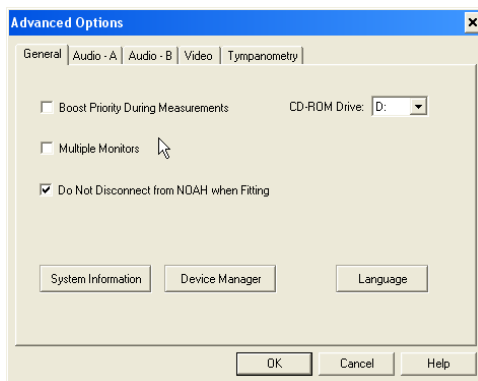 Advanced Options
General Audio - A Audio - B Video Tympanometry
Boost Priority During Measurements CD-ROM Drive: D:
Multiple Monitors
Do Not Disconnect from NOAH when Fitting
System Information Device Manager Language
OK Cancel Help